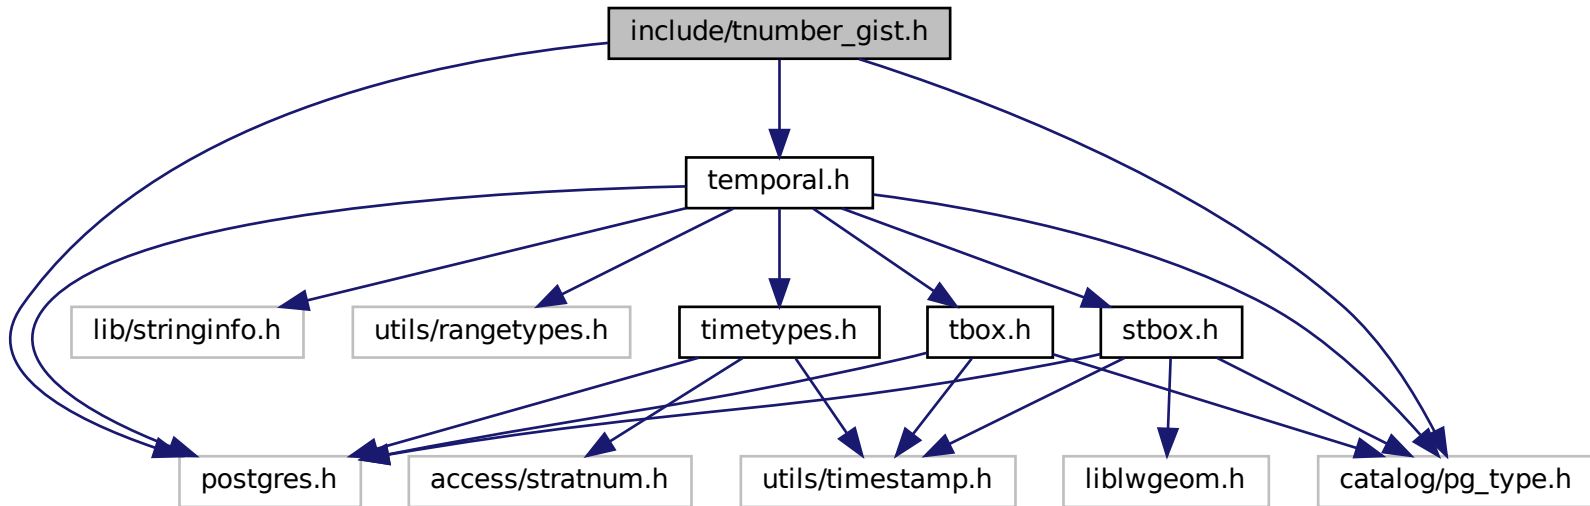 include/tnumber_gist.h
temporal.h
lib/stringinfo.h
utils/rangetypes.h
timetypes.h
tbox.h
stbox.h
postgres.h
access/stratnum.h
utils/timestamp.h
liblwgeom.h
catalog/pg_type.h